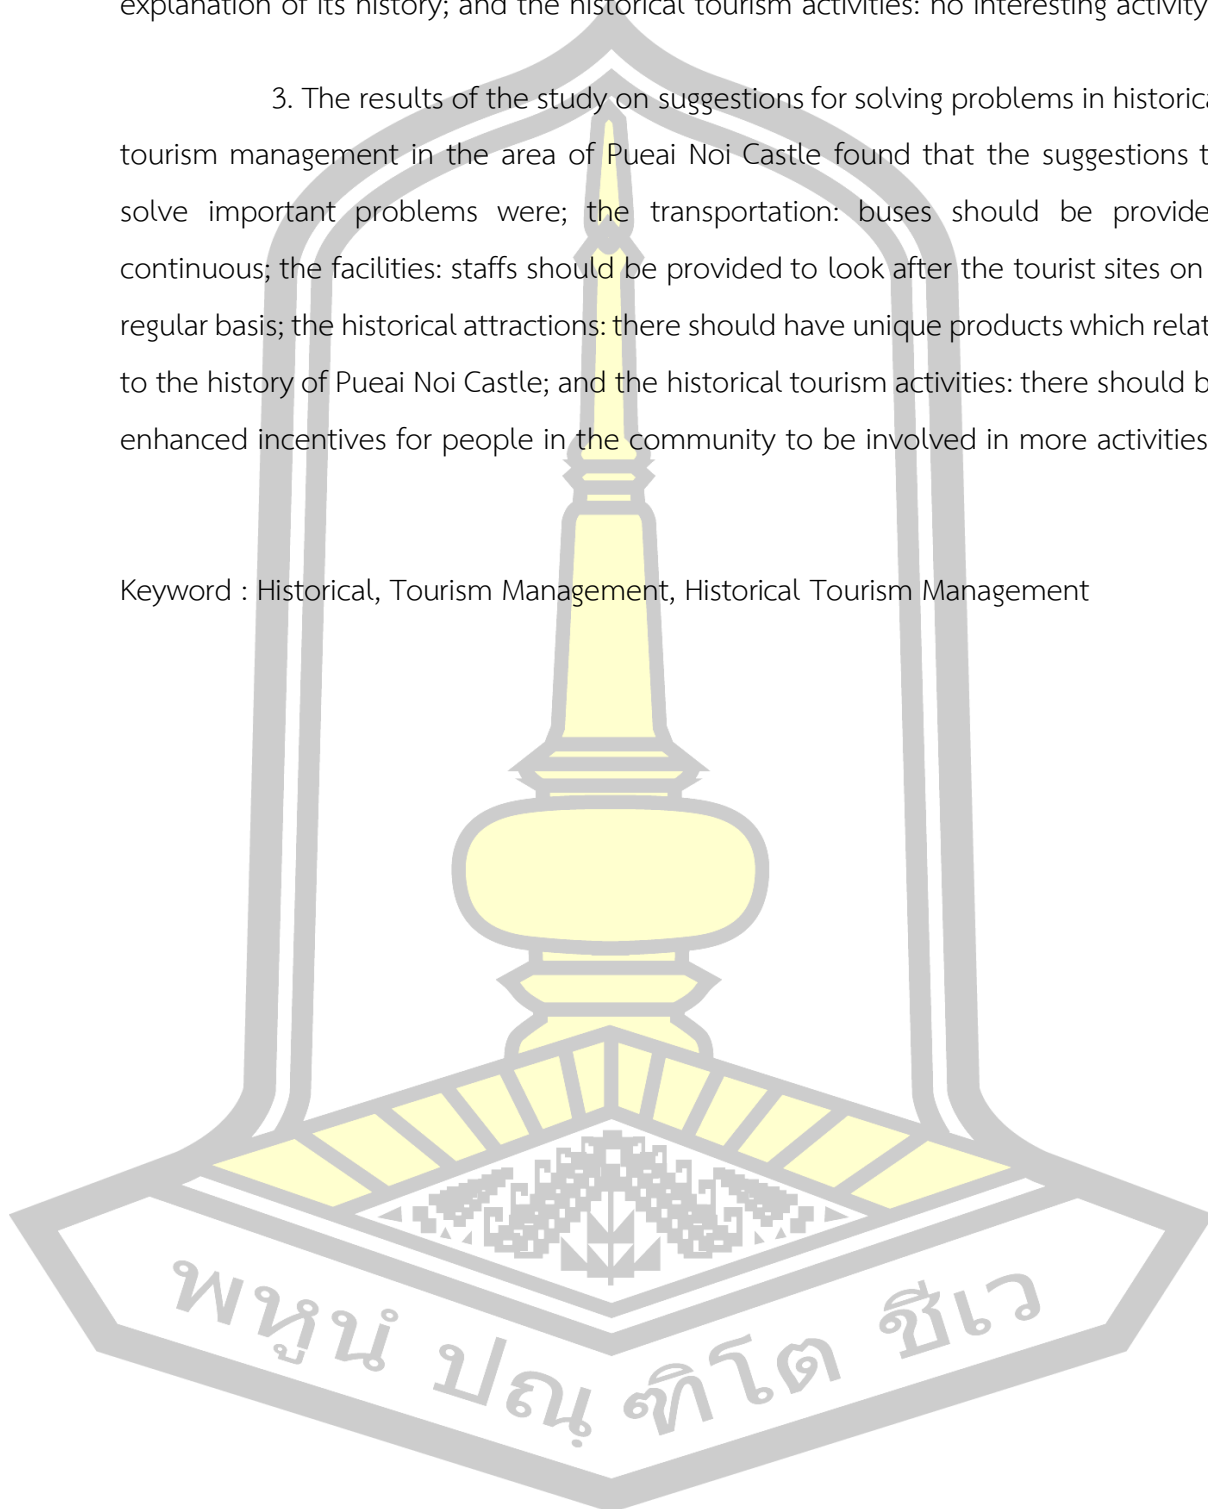 explanation of its history; and the historical tourism activities: no interesting activity
3. The results of the study on suggestions for solving problems in historica
tourism management in the area of Pueai Noi Castle found that the suggestions t
solve important problems were; the transportation: buses should be provide
continuous; the facilities: staffs should be provided to look after the tourist sites on
regular basis; the historical attractions: there should have unique products which relat
to the history of Pueai Noi Castle; and the historical tourism activities: there should b
enhanced incentives for people in the community to be involved in more activities
Keyword : Historical, Tourism Management, Historical Tourism Management
พหูนํ ปณฺฑิโต ชีเว